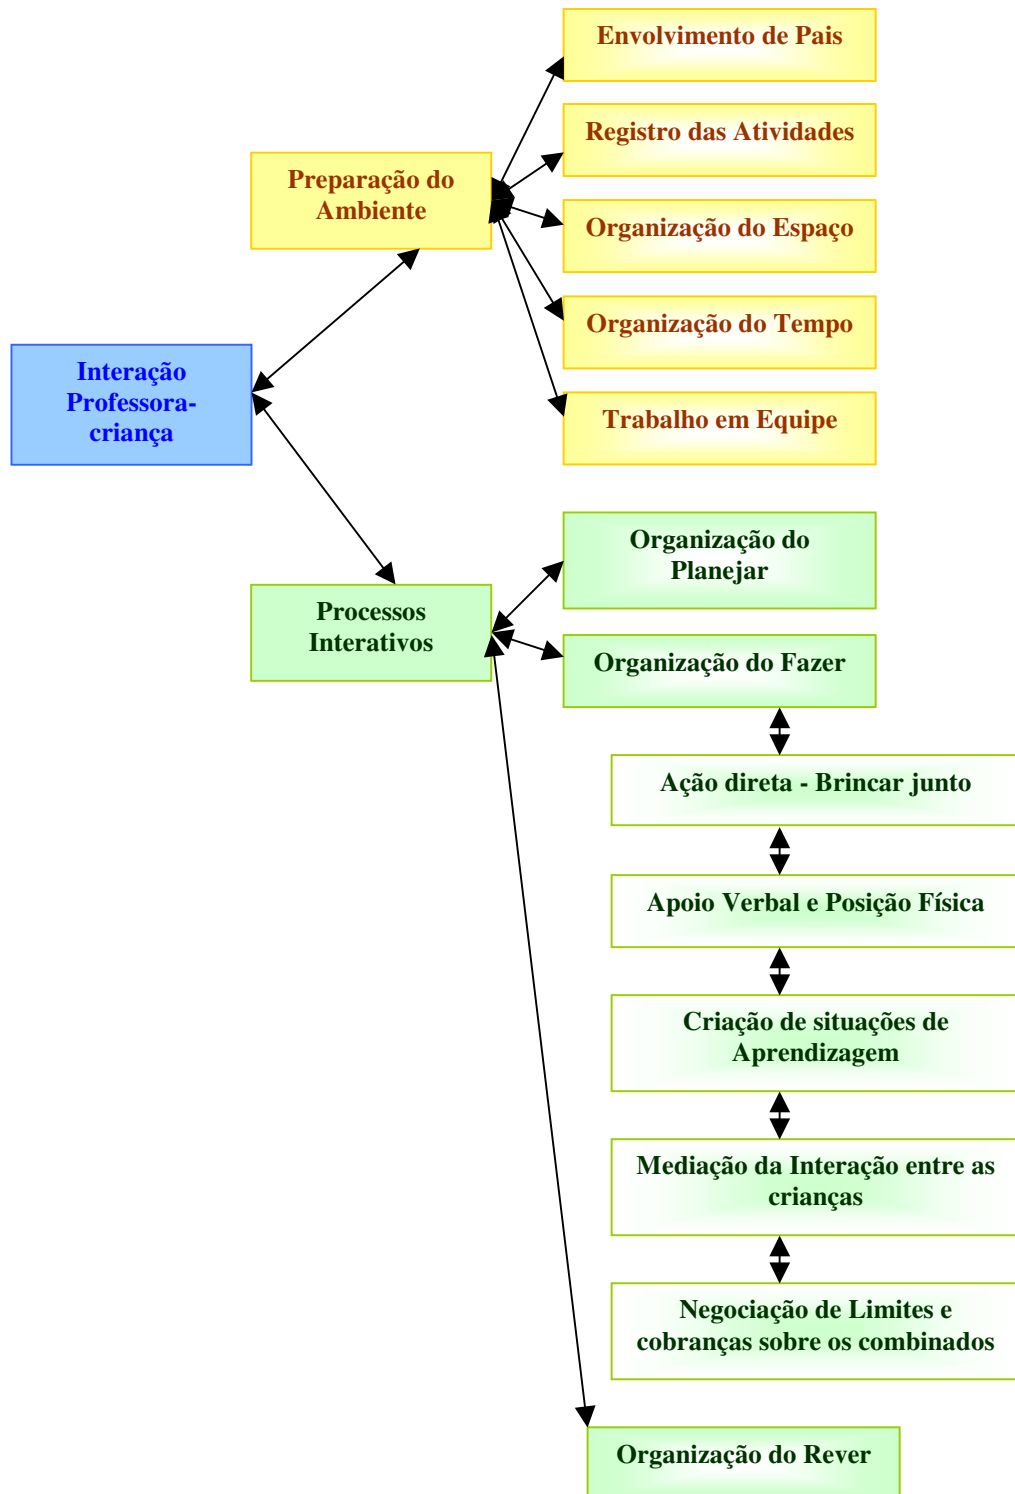 Envolvimento de Pais
Registro das Atividades
Preparação do
Ambiente
Organização do Espaço
Organização do Tempo
Interação
Professora-
criança
Trabalho em Equipe
Organização do
Planejar
Processos
Interativos
Organização do Fazer
Ação direta - Brincar junto
Apoio Verbal e Posição Física
Criação de situações de
Aprendizagem
Mediação da Interação entre as
crianças
Negociação de Limites e
cobranças sobre os combinados
Organização do Rever